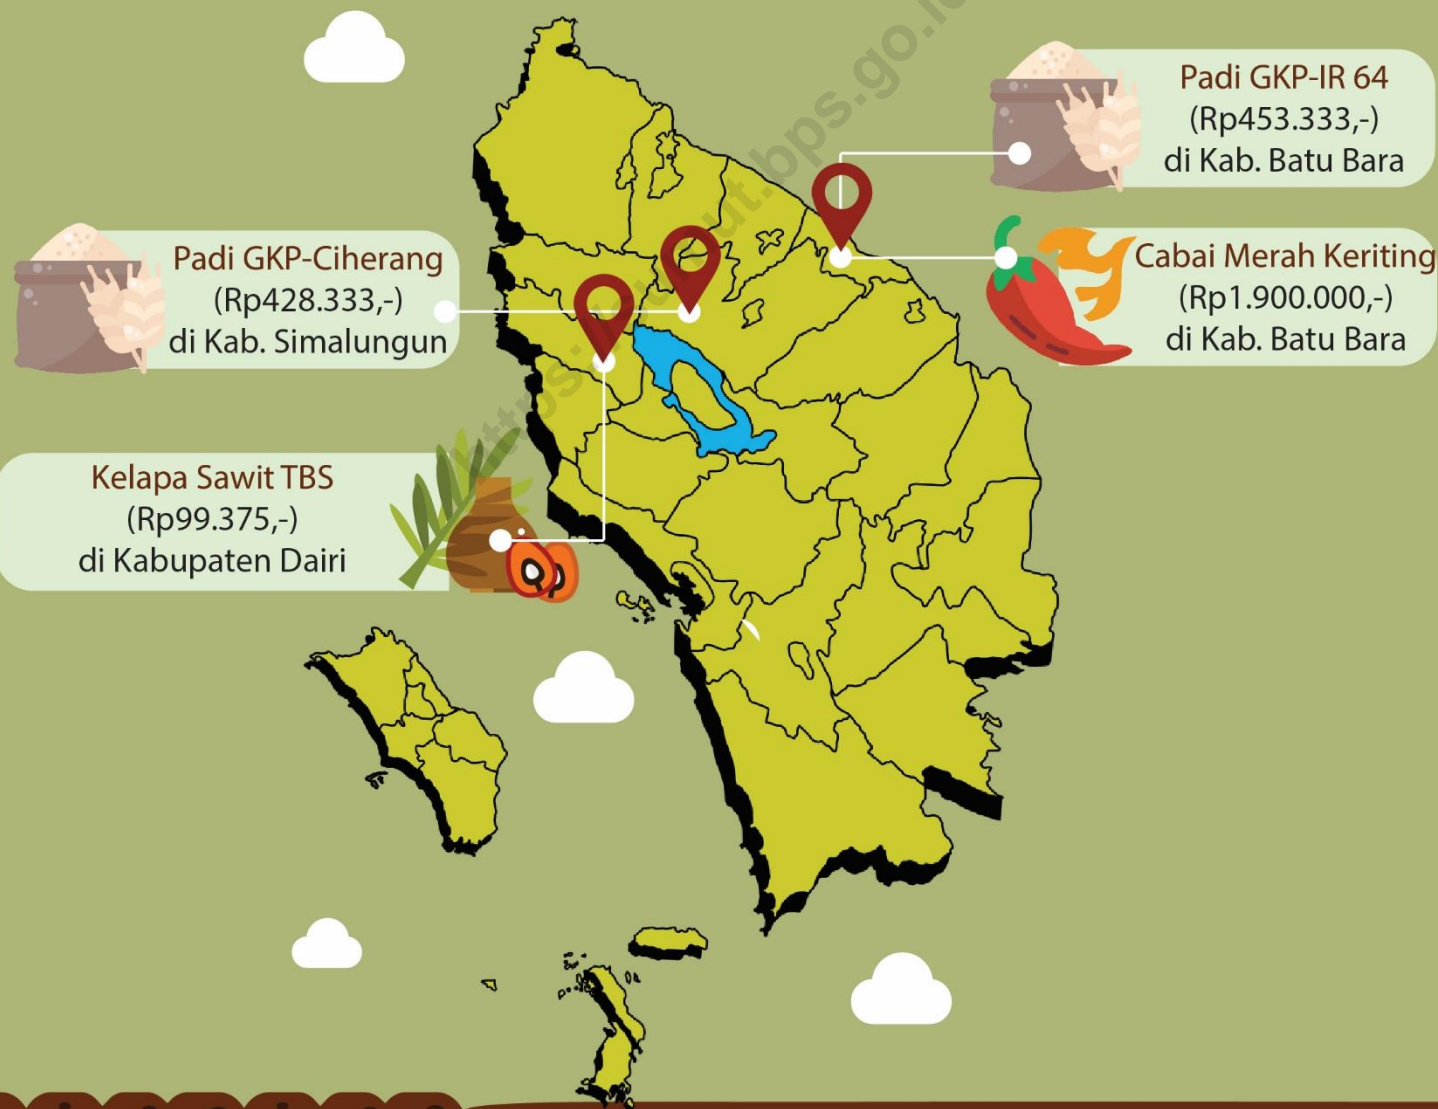 Padi GKP-IR 64
(Rp453.333,-)
di Kab. Batu Bara
Padi GKP-Ciherang
(Rp428.333,-)
di Kab. Simalungun
Cabai Merah Keriting
(Rp1.900.000,-)
di Kab. Batu Bara
Kelapa Sawit TBS
(Rp99.375,-)
di Kabupaten Dairi